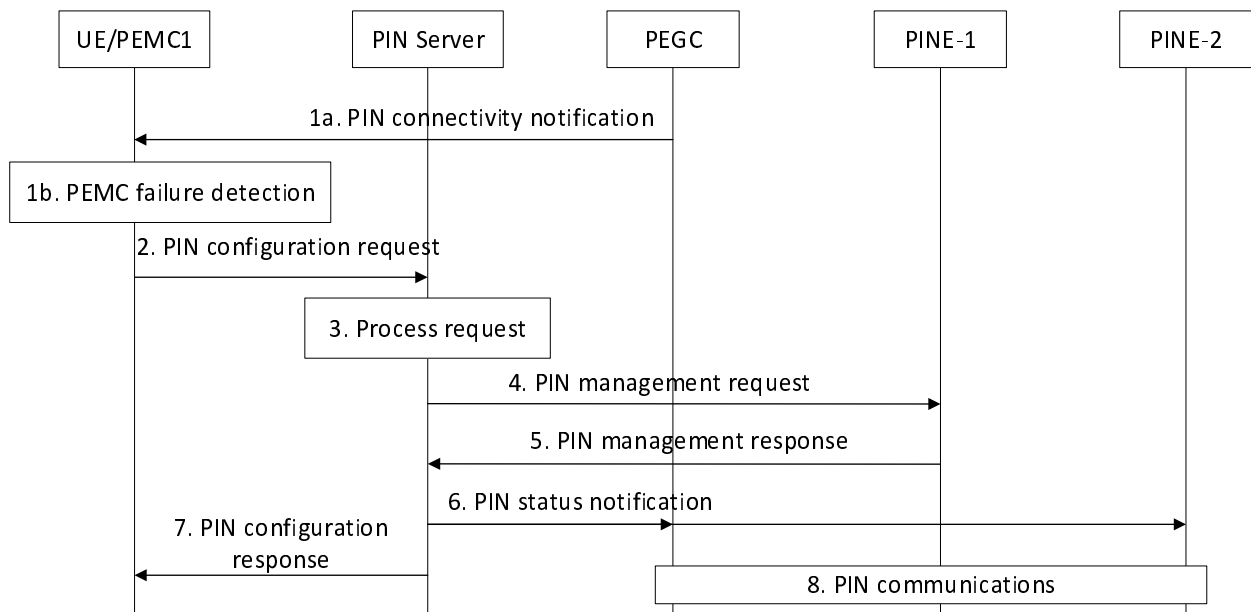 UE/PEMC1
PIN Server
PEGC
PINE-1
PINE-2
1a. PIN connectivity notification
1b. PEMC failure detection
2. PIN configuration request
3. Process request
4. PIN management request
5. PIN management response
6. PIN status notification
7. PIN configuration
response
8. PIN communications